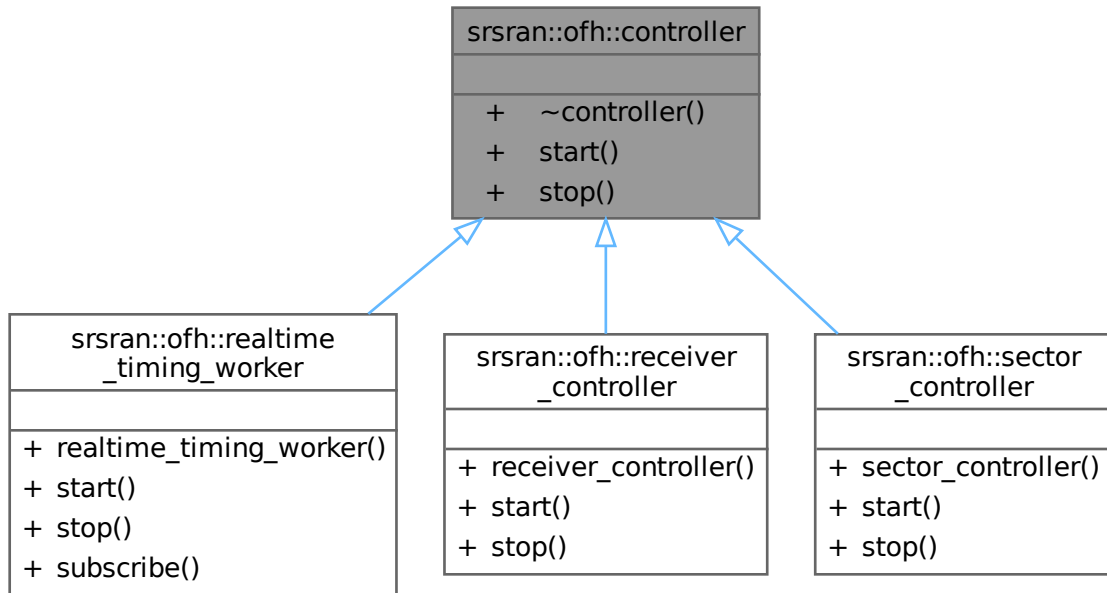 srsran::ofh::controller
+ ~controller()
+ start()
+ stop()
srsran::ofh::realtime
_timing_worker
+ realtime_timing_worker()
+ start()
+ stop()
+ subscribe()
srsran::ofh::receiver
_controller
+ receiver_controller()
+ start()
+ stop()
srsran::ofh::sector
_controller
+ sector_controller()
+ start()
+ stop()